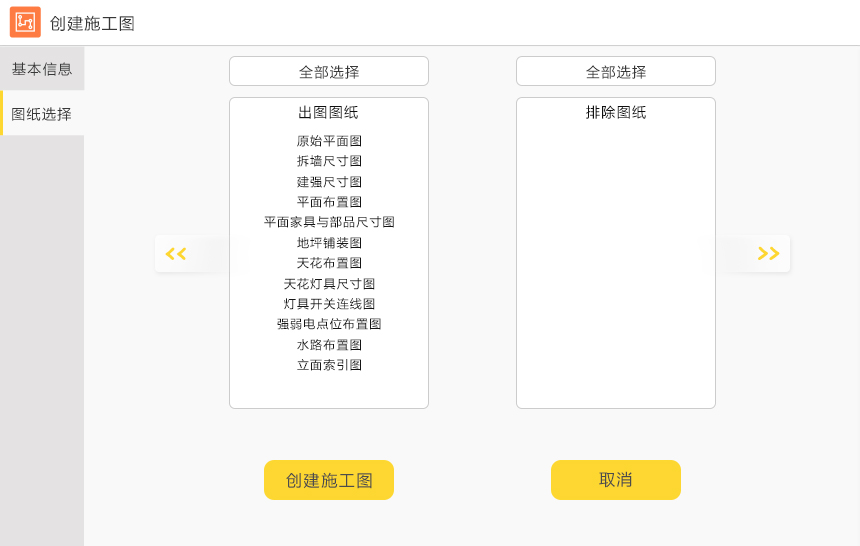 创建施工图
基本信息
图纸选择
全部选择
出图图纸
原始平面图
拆墙尺寸图
建强尺寸图
平面布置图
平面家具与部品尺寸图
地坪铺装图
天花布置图
天花灯具尺寸图
灯具开关连线图
强弱电点位布置图
水路布置图
立面索引图
全部选择
排除图纸
<<
>>
创建施工图
取消